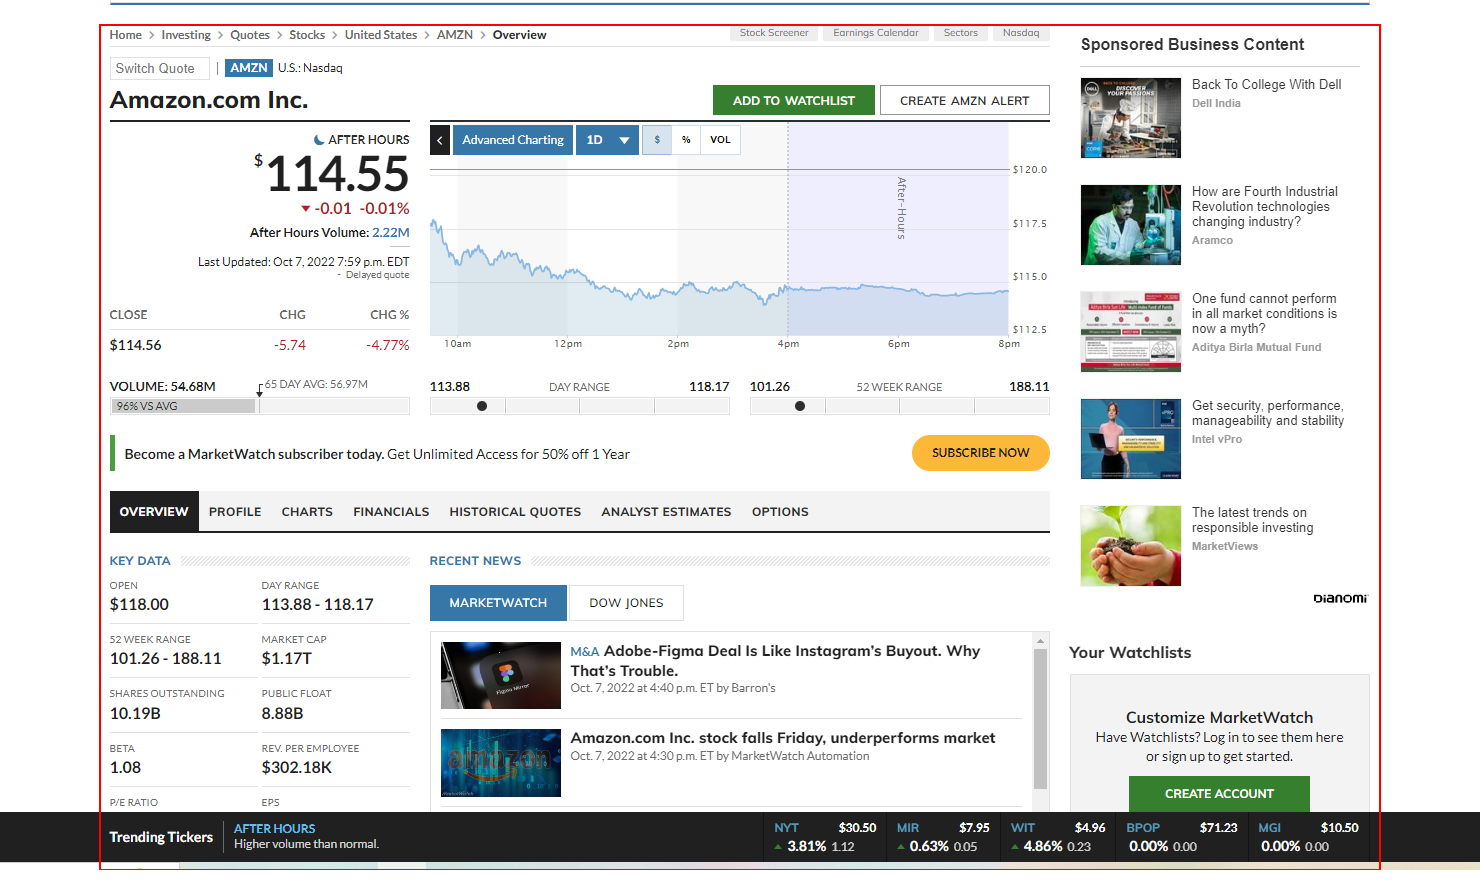 Home > Investing > Quotes > Stocks > United States > AMZN > Overview
Stock Screener Earnings Calendar Sectors Nasdaq
Switch Quote | AMZN U.S.: Nasdaq
Amazon.com Inc.
ADD TO WATCHLIST CREATE AMZN ALERT
AFTER HOURS
$114.55
-0.01 -0.01%
After Hours Volume: 2.22M
Last Updated: Oct 7, 2022 7:59 p.m. EDT
- Delayed quote
CLOSE CHG CHG %
$114.56 -5.74 -4.77%
< Advanced Charting 1D $ % VOL
After-Hours
$120.0
$117.5
$115.0
$112.5
10am 12pm 2pm 4pm 6pm 8pm
VOLUME: 54.68M 65 DAY AVG: 56.97M
96% VS AVG
113.88 DAY RANGE 118.17
101.26 52 WEEK RANGE 188.11
Become a MarketWatch subscriber today. Get Unlimited Access for 50% off 1 Year
SUBSCRIBE NOW
OVERVIEW PROFILE CHARTS FINANCIALS HISTORICAL QUOTES ANALYST ESTIMATES OPTIONS
KEY DATA
OPEN DAY RANGE
$118.00 113.88 - 118.17
52 WEEK RANGE MARKET CAP
101.26 - 188.11 $1.17T
SHARES OUTSTANDING PUBLIC FLOAT
10.19B 8.88B
BETA REV. PER EMPLOYEE
1.08 $302.18K
P/E RATIO EPS
RECENT NEWS
MARKETWATCH DOW JONES
Figma Mirror
M&A Adobe-Figma Deal Is Like Instagram's Buyout. Why
That's Trouble.
Oct. 7, 2022 at 4:40 p.m. ET by Barron's
amazon
Amazon.com Inc. stock falls Friday, underperforms market
Oct. 7, 2022 at 4:30 p.m. ET by MarketWatch Automation
Sponsored Business Content
DELL
DISCOVER
YOUR PASSIONS
Back To College With Dell
Dell India
How are Fourth Industrial
Revolution technologies
changing industry?
Aramco
One fund cannot perform
in all market conditions is
now a myth?
Aditya Birla Mutual Fund
Get security, performance,
manageability and stability
Intel vPro
The latest trends on
responsible investing
MarketViews
Dianomi
Your Watchlists
Customize MarketWatch
Have Watchlists? Log in to see them here
or sign up to get started.
CREATE ACCOUNT
Trending Tickers
AFTER HOURS
Higher volume than normal.
NYT $30.50
3.81% 1.12
MIR $7.95
0.63% 0.05
WIT $4.96
4.86% 0.23
BPOP $71.23
0.00% 0.00
MGI $10.50
0.00% 0.00